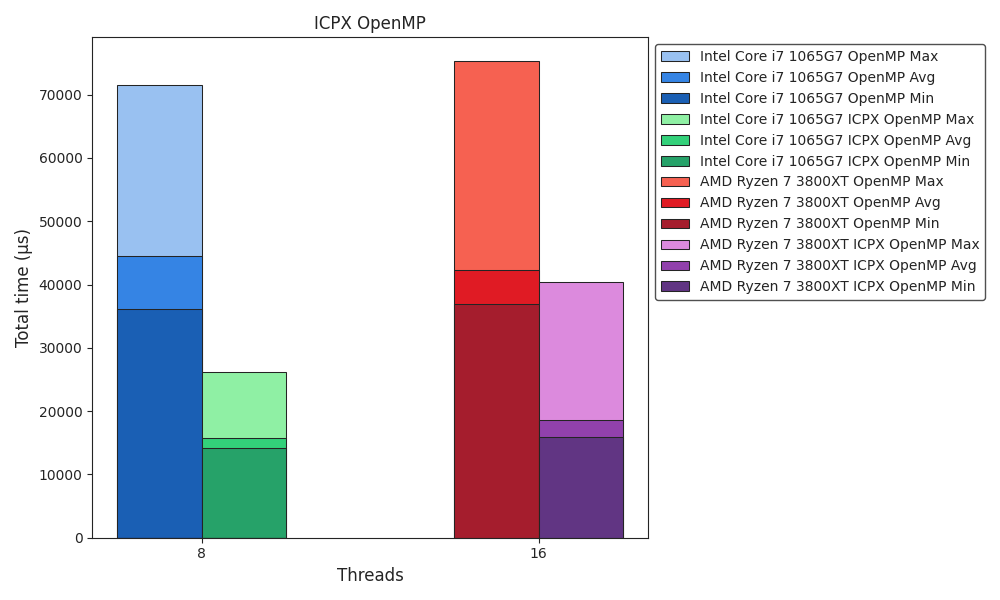 ICPX OpenMP
Total time (µs)
70000
60000
50000
40000
30000
20000
10000
0
8
16
Threads
Intel Core i7 1065G7 OpenMP Max
Intel Core i7 1065G7 OpenMP Avg
Intel Core i7 1065G7 OpenMP Min
Intel Core i7 1065G7 ICPX OpenMP Max
Intel Core i7 1065G7 ICPX OpenMP Avg
Intel Core i7 1065G7 ICPX OpenMP Min
AMD Ryzen 7 3800XT OpenMP Max
AMD Ryzen 7 3800XT OpenMP Avg
AMD Ryzen 7 3800XT OpenMP Min
AMD Ryzen 7 3800XT ICPX OpenMP Max
AMD Ryzen 7 3800XT ICPX OpenMP Avg
AMD Ryzen 7 3800XT ICPX OpenMP Min